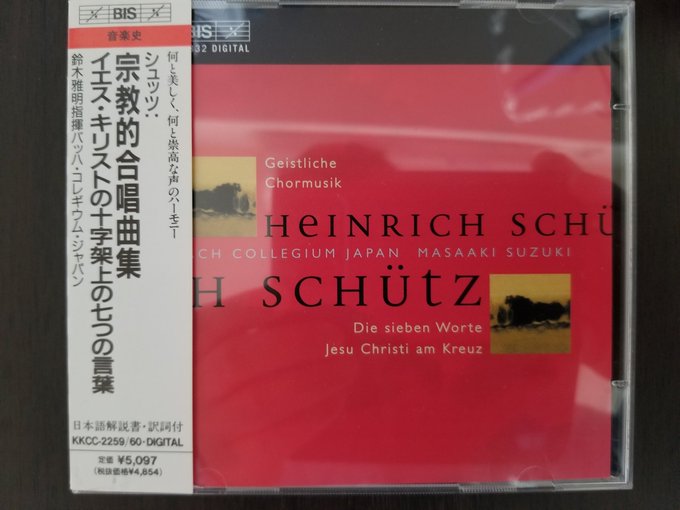 BIS
音楽史
何と美しく、何と崇高な声のハーモニー
シュッツ:
宗教的合唱曲集
イエス・キリストの十字架上の七つの言葉
鈴木雅明指揮バッハ・コレギウム・ジャパン
日本語解説書・訳詞付
KKCC-2259/60・DIGITAL
定価 ¥5,097
(税抜価格¥4,854)
BIS
32 DIGITAL
Geistliche
Chormusik
HeINRICH SCHÜ
CH COLLEGIUM JAPAN MASAAKI SUZUKI
H SCHÜtZ
Die sieben Worte
Jesu Christi am Kreuz